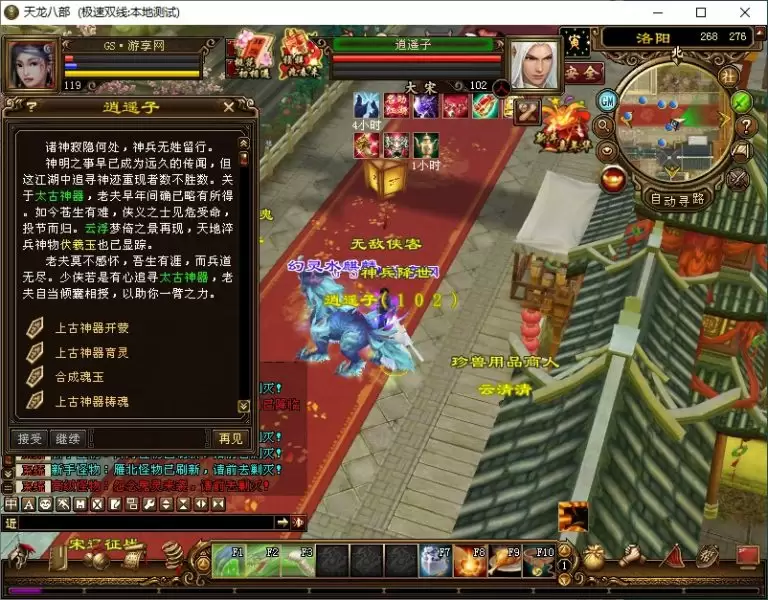 天龙八部 (极速双线:本地测试)
GS·游享网
119
逍遥子
大宋
102
洛阳
268 276
北
社
GM
安全
自动寻路
4小时
1小时
逍遥子
诸神寂隐何处，神兵无姓留行。
神明之事早已成为远久的传闻，但
这江湖中追寻神迹重现者数不胜数。关
于太古神器，老夫早年间确已略有所得
。如今苍生有难，侠义之士见危受命，
投节而归。云浮梦倚之景再现，天地淬
兵神物伏羲玉也已显踪。
老夫莫不感怀，吾生有涯，而兵道
无尽。少侠若是有心追寻太古神器，老
夫自当倾囊相授，以助你一臂之力。
上古神器开蒙
上古神器育灵
合成魂玉
上古神器铸魂
接受
继续
再见
无敌侠客
神兵降世
逍遥子(102)
珍兽用品商人
云清清
新手怪物：雁北怪物已刷新，请前去剿灭！
近
宋辽征战
F1
F2
F3
F7
F8
F9
F10
1